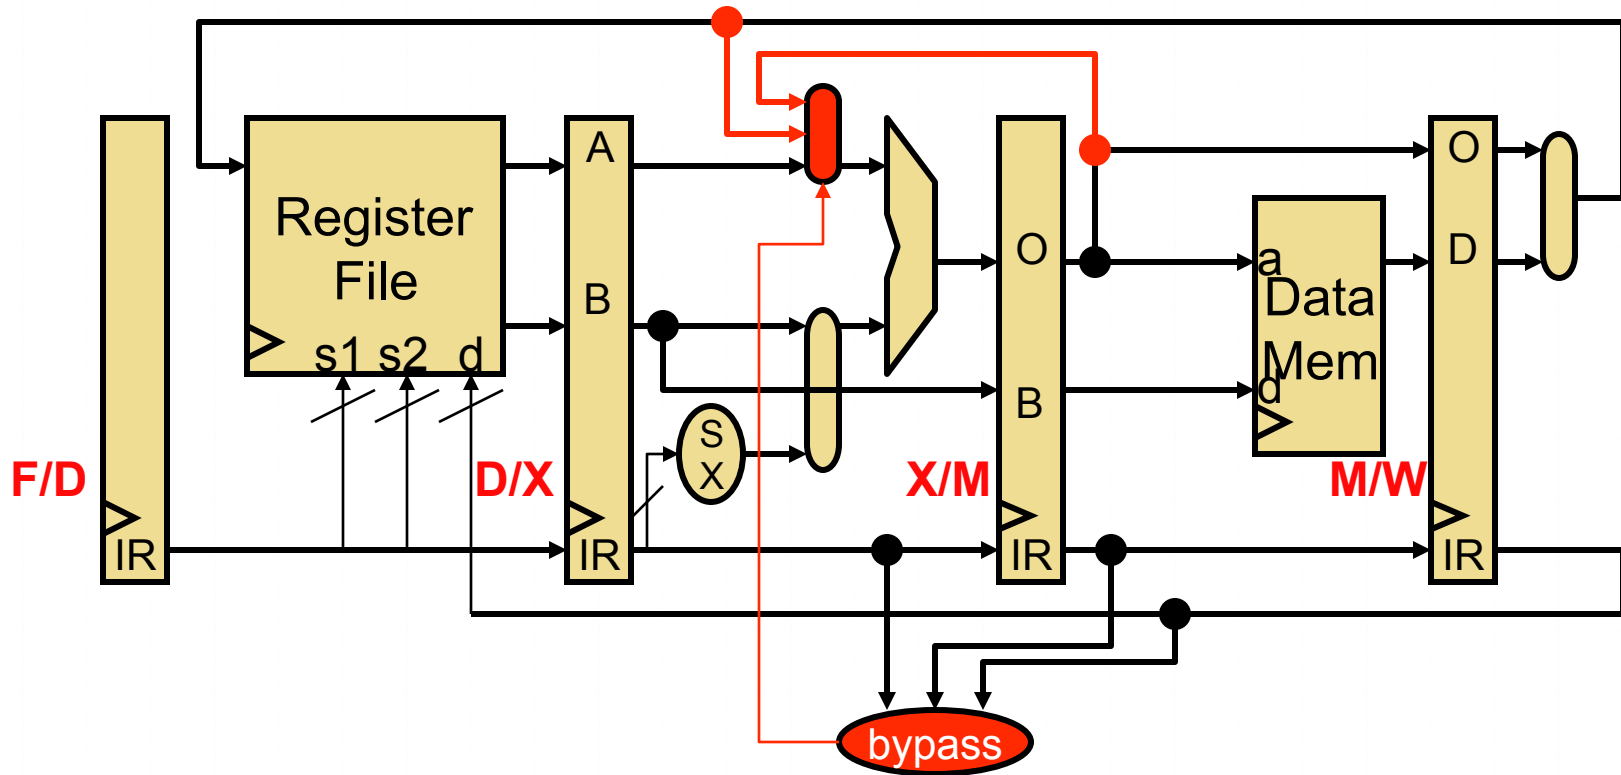 A
O
Register
File
O
a
D
B
Data
Mem
s1 s2 d
d
B
S
X
F/D
D/X
X/M
M/W
IR
IR
IR
IR
bypass